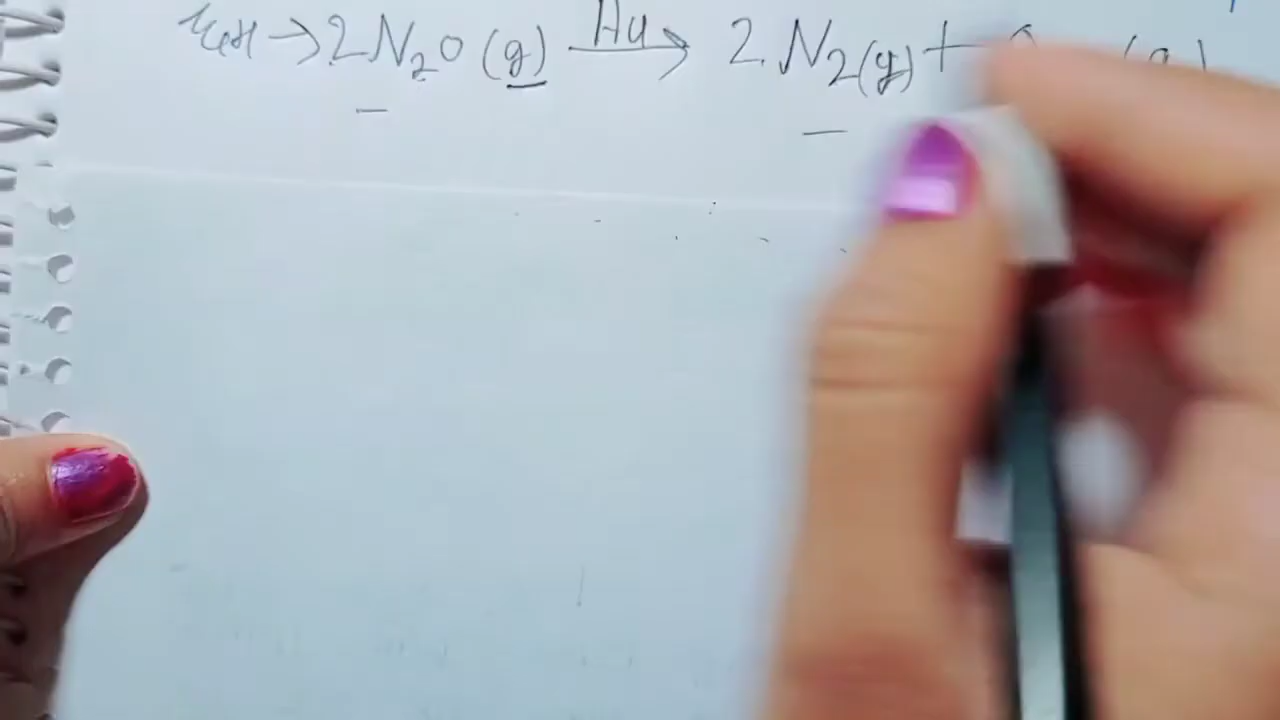 → 2N₂O (g) Au→ 2N₂(g) + (g)